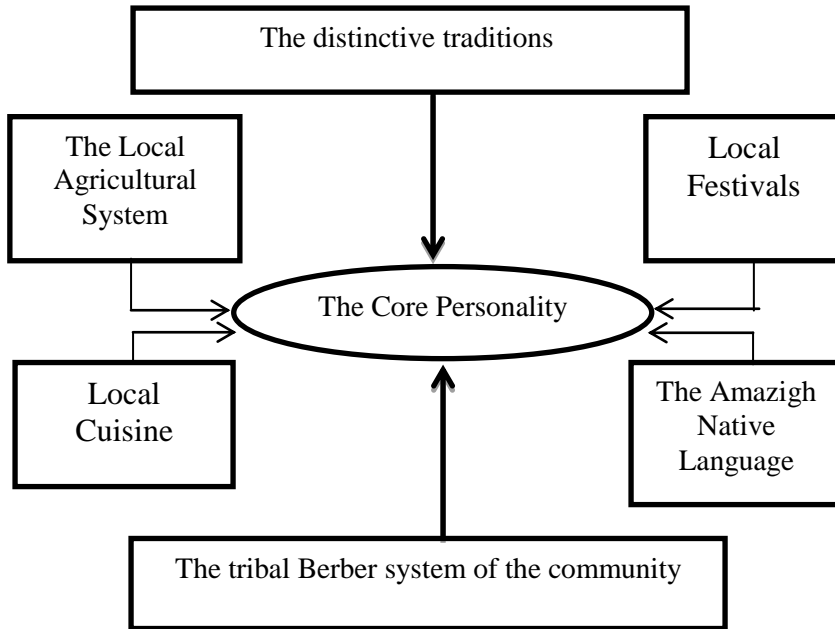 The distinctive traditions
The Local
Agricultural
System
Local
Festivals
The Core Personality
Local
Cuisine
The Amazigh
Native
Language
The tribal Berber system of the community